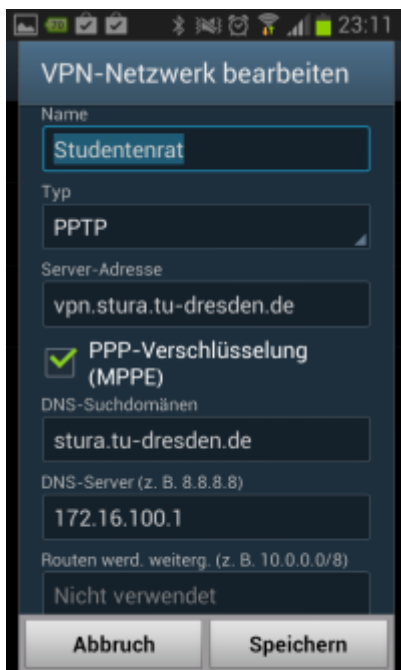 23:11
VPN-Netzwerk bearbeiten
Name
Studentenrat
Typ
PPTP
Server-Adresse
vpn.stura.tu-dresden.de
PPP-Verschlüsselung
(MPPE)
DNS-Suchdomänen
stura.tu-dresden.de
DNS-Server (z. B. 8.8.8.8)
172.16.100.1
Routen werd. weiterg. (z. B. 10.0.0.0/8)
Nicht verwendet
Abbruch Speichern